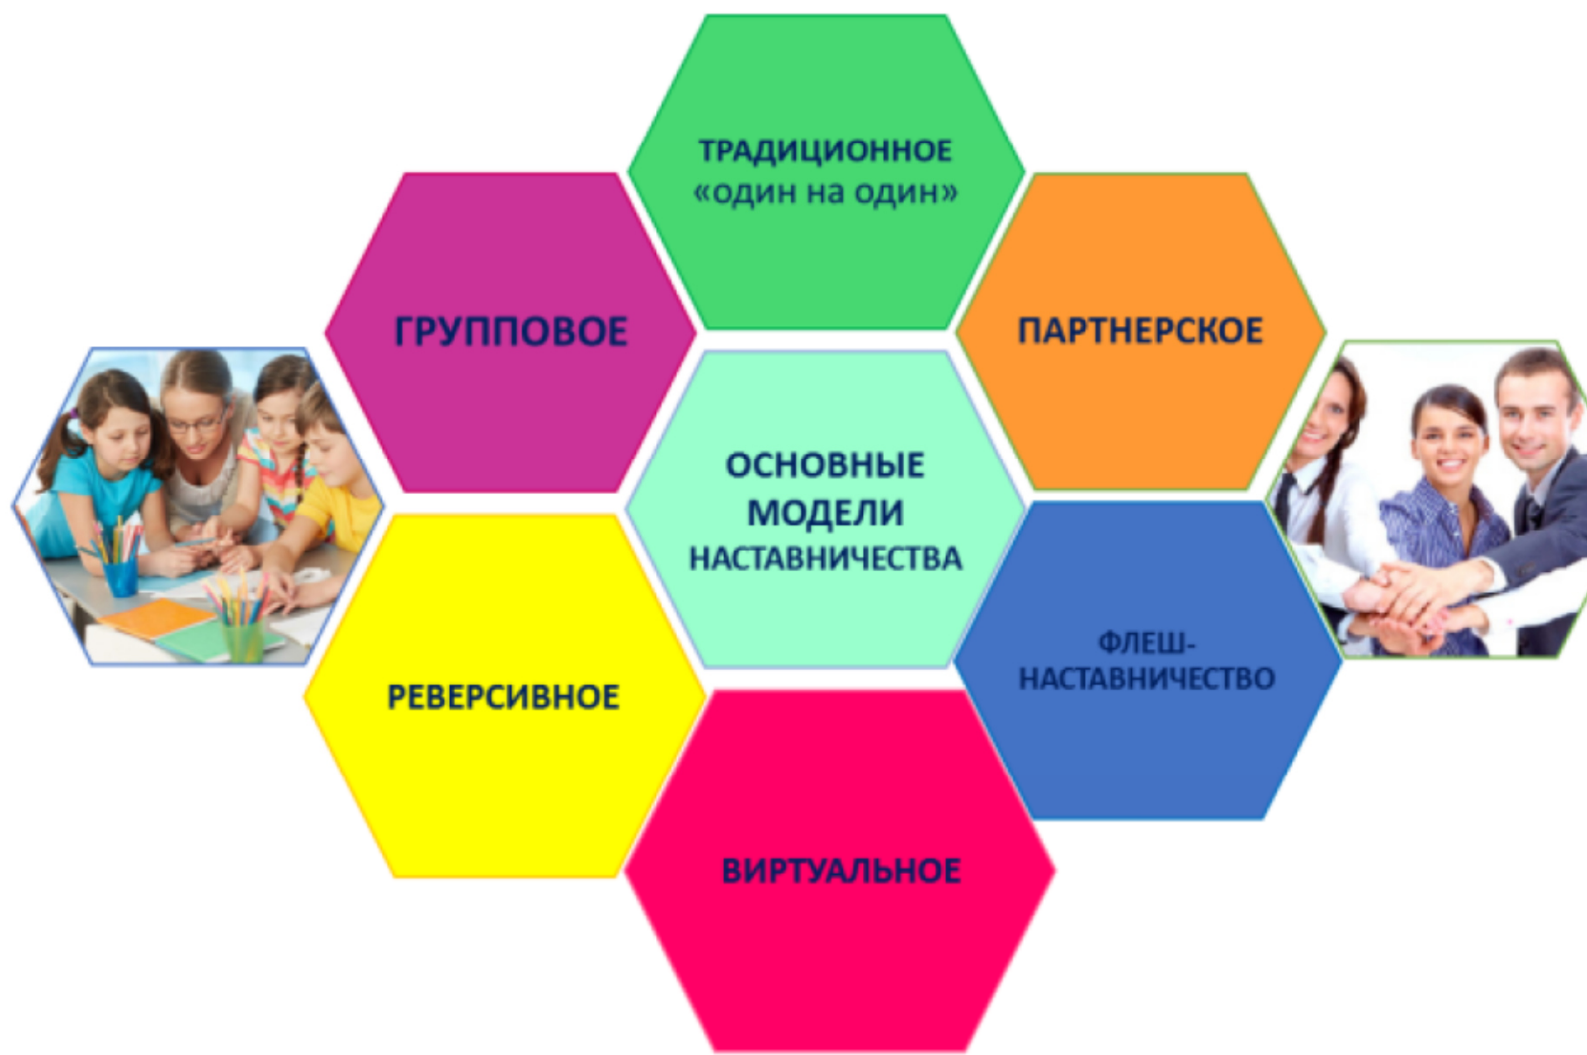 ТРАДИЦИОННОЕ
«один на один»
ГРУППОВОЕ
ПАРТНЕРСКОЕ
ОСНОВНЫЕ
МОДЕЛИ
НАСТАВНИЧЕСТВА
ФЛЕШ-
НАСТАВНИЧЕСТВО
РЕВЕРСИВНОЕ
ВИРТУАЛЬНОЕ